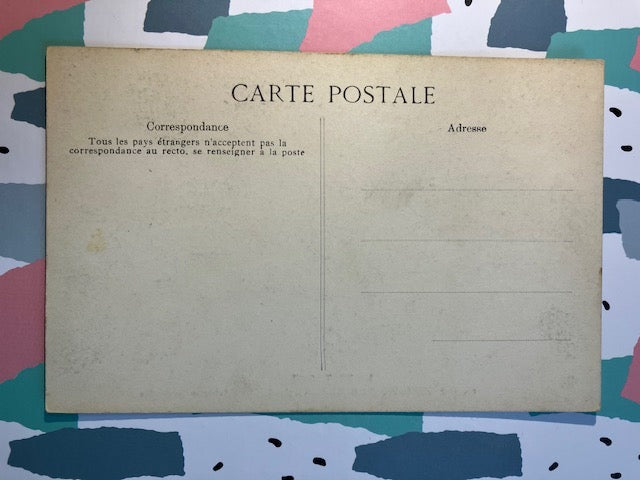 CARTE POSTALE
Correspondance
Tous les pays étrangers n'acceptent pas la
correspondance au recto, se renseigner à la poste
Adresse